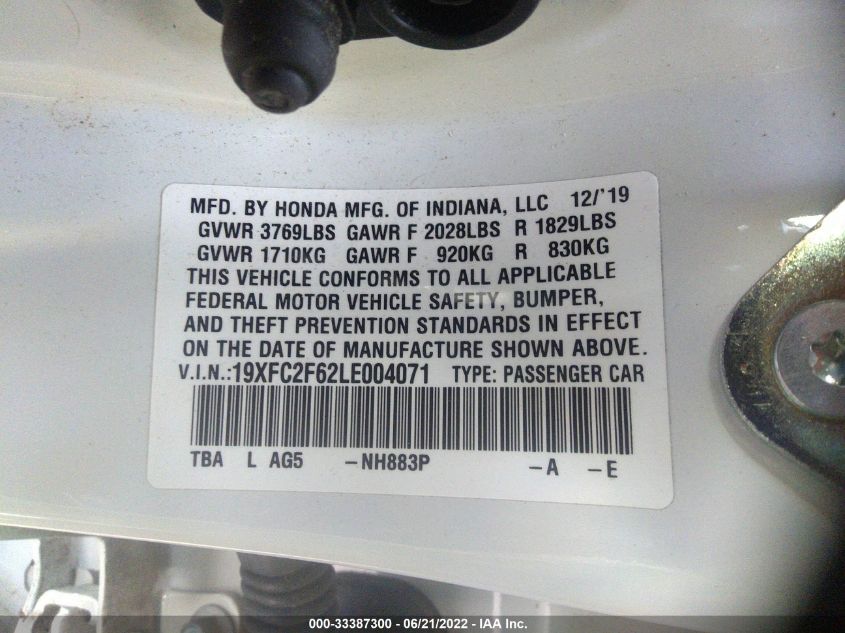 MFD. BY HONDA MFG. OF INDIANA, LLC 12/'19
GVWR 3769LBS GAWR F 2028LBS R 1829LBS
GVWR 1710KG GAWR F 920KG R 830KG
THIS VEHICLE CONFORMS TO ALL APPLICABLE
FEDERAL MOTOR VEHICLE SAFETY, BUMPER,
AND THEFT PREVENTION STANDARDS IN EFFECT
ON THE DATE OF MANUFACTURE SHOWN ABOVE.
V.I.N.:19XFC2F62LE004071 TYPE: PASSENGER CAR
TBA L AG5 -NH883P -A -E
000-33387300 - 06/21/2022 - IAA Inc.